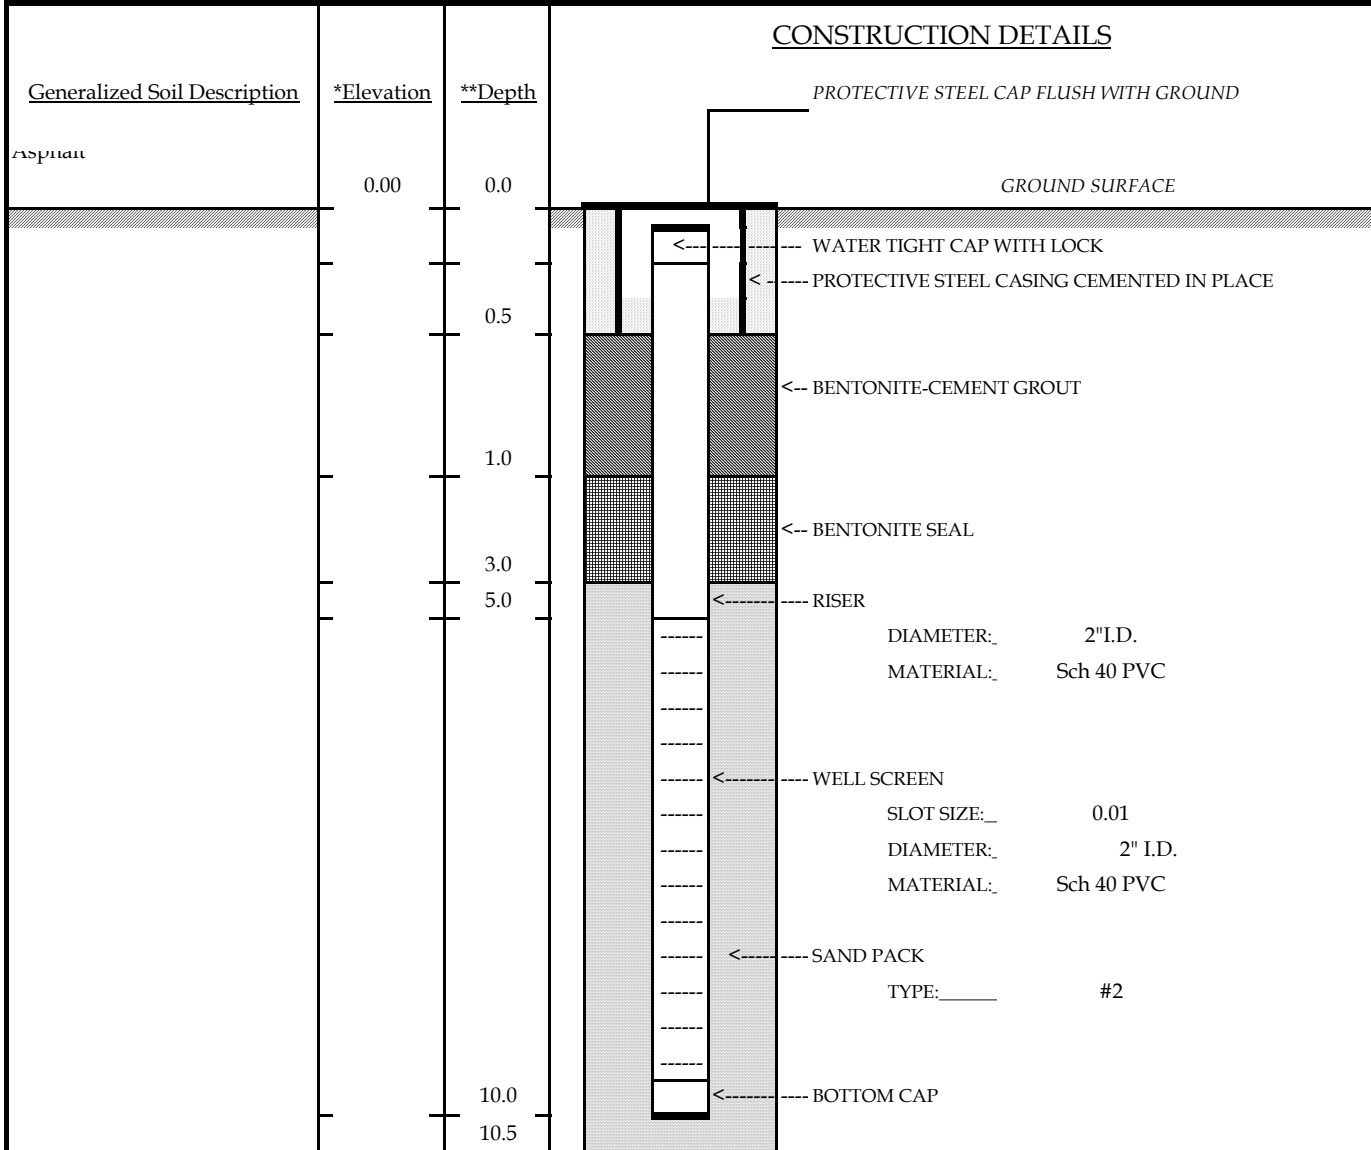 CONSTRUCTION DETAILS
Generalized Soil Description *Elevation **Depth PROTECTIVE STEEL CAP FLUSH WITH GROUND
Asphalt
0.00 0.0 GROUND SURFACE
WATER TIGHT CAP WITH LOCK
PROTECTIVE STEEL CASING CEMENTED IN PLACE
0.5
BENTONITE-CEMENT GROUT
1.0
BENTONITE SEAL
3.0
5.0 RISER
DIAMETER:_ 2"I.D.
MATERIAL:_ Sch 40 PVC
WELL SCREEN
SLOT SIZE:__ 0.01
DIAMETER:_ 2" I.D.
MATERIAL:_ Sch 40 PVC
SAND PACK
TYPE:______ #2
10.0 BOTTOM CAP
10.5